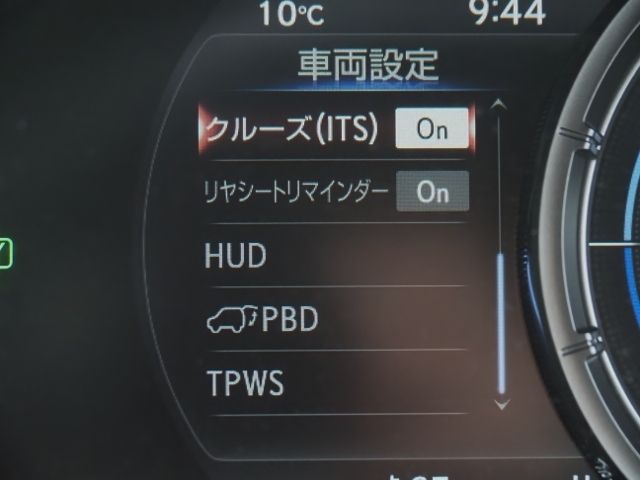 10℃
9:44
車両設定
クルーズ(ITS) On
リヤシートリマインダー On
HUD
PBD
TPWS